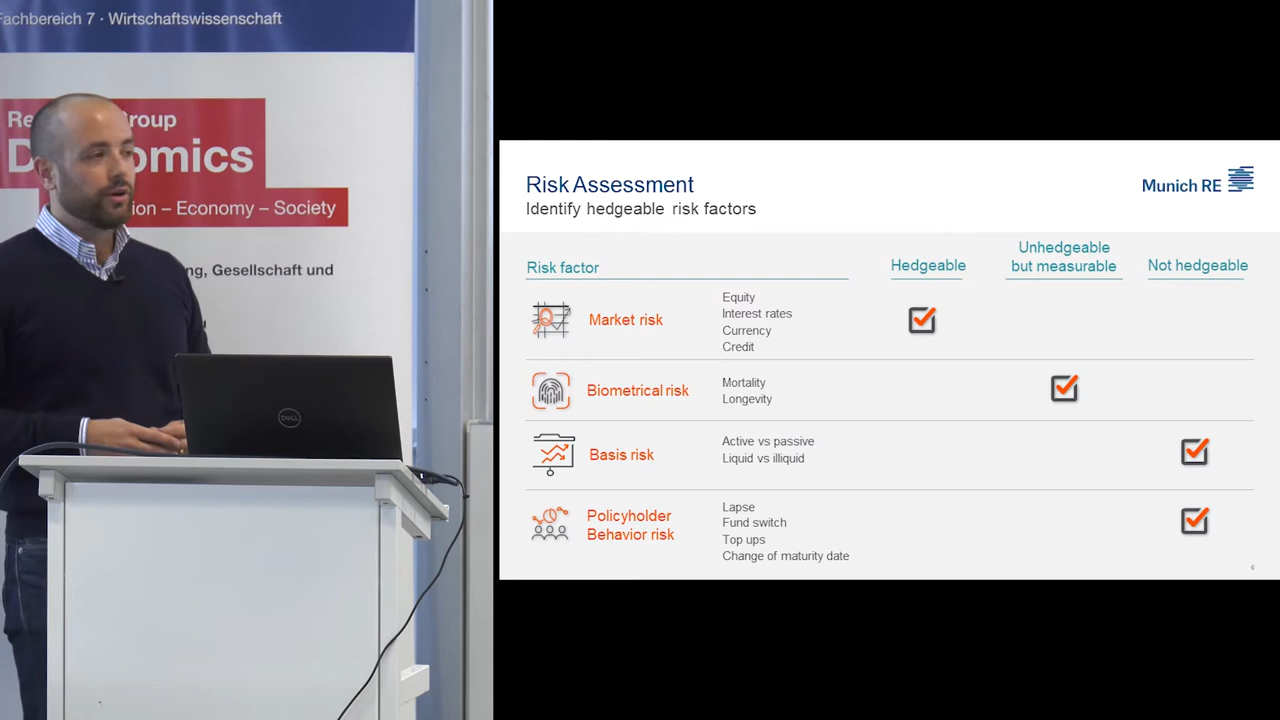 Fachbereich 7 · Wirtschaftswissenschaft
Group
omics
ion – Economy – Society
ng, Gesellschaft und
DELL
Risk Assessment
Identify hedgeable risk factors
Munich RE
Risk factor
Hedgeable
Unhedgeable
but measurable
Not hedgeable
Market risk
Equity
Interest rates
Currency
Credit
Biometrical risk
Mortality
Longevity
Basis risk
Active vs passive
Liquid vs illiquid
Policyholder
Behavior risk
Lapse
Fund switch
Top ups
Change of maturity date
6